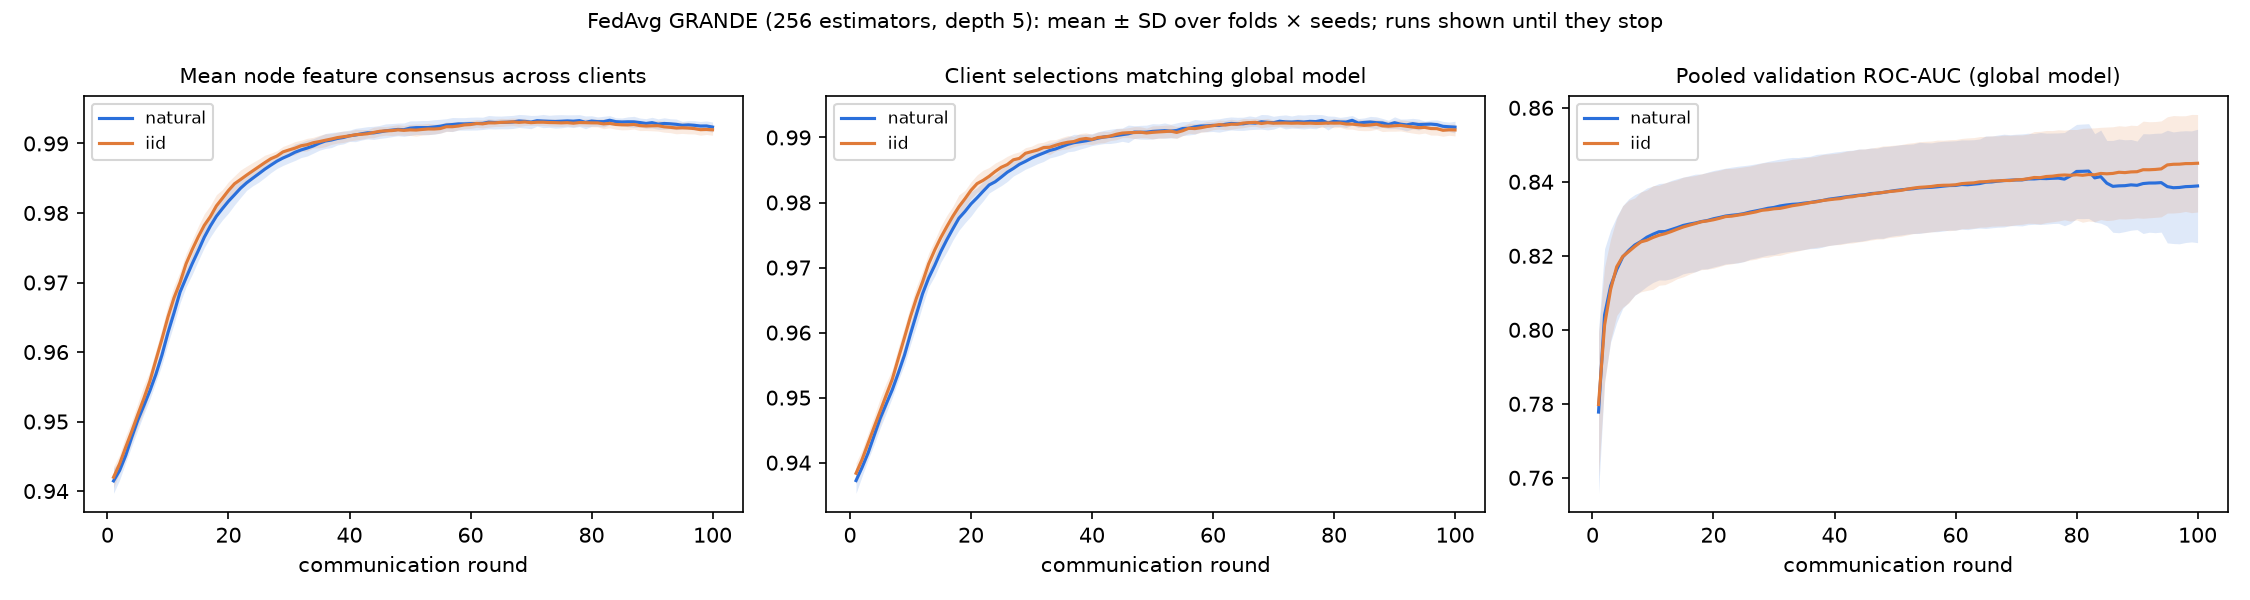 FedAvg GRANDE (256 estimators, depth 5): mean ± SD over folds × seeds; runs shown until they stop
Mean node feature consensus across clients
natural
iid
0.99
0.98
0.97
0.96
0.95
0.94
0
20
40
60
80
100
communication round
Client selections matching global model
natural
iid
0.99
0.98
0.97
0.96
0.95
0.94
0
20
40
60
80
100
communication round
Pooled validation ROC-AUC (global model)
natural
iid
0.86
0.84
0.82
0.80
0.78
0.76
0
20
40
60
80
100
communication round